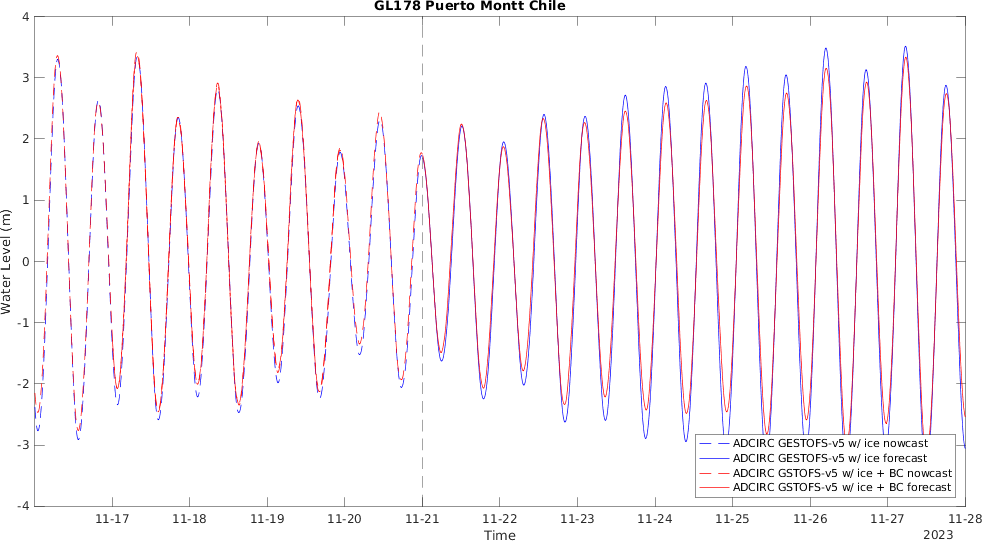 GL178 Puerto Montt Chile
Water Level (m)
4
3
2
1
0
-1
-2
-3
-4
ADCIRC GESTOFS-v5 w/ ice nowcast
ADCIRC GESTOFS-v5 w/ ice forecast
ADCIRC GSTOFS-v5 w/ ice + BC nowcast
ADCIRC GSTOFS-v5 w/ ice + BC forecast
11-17 11-18 11-19 11-20 11-21 11-22 11-23 11-24 11-25 11-26 11-27 11-28
Time
2023